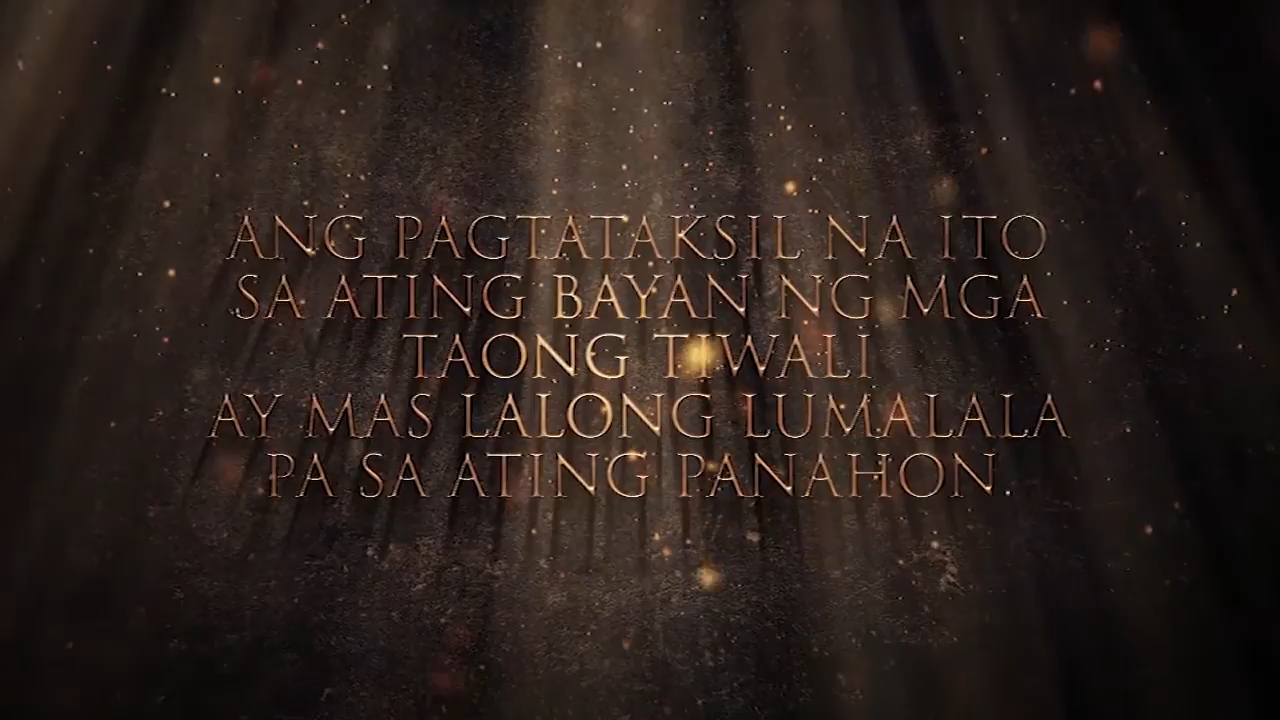 ANG PAGTATAKSIL NA ITO
SA ATING BAYAN NG MGA
TAONG TIWALI
AY MAS LALONG LUMALALA
PA SA ATING PANAHON